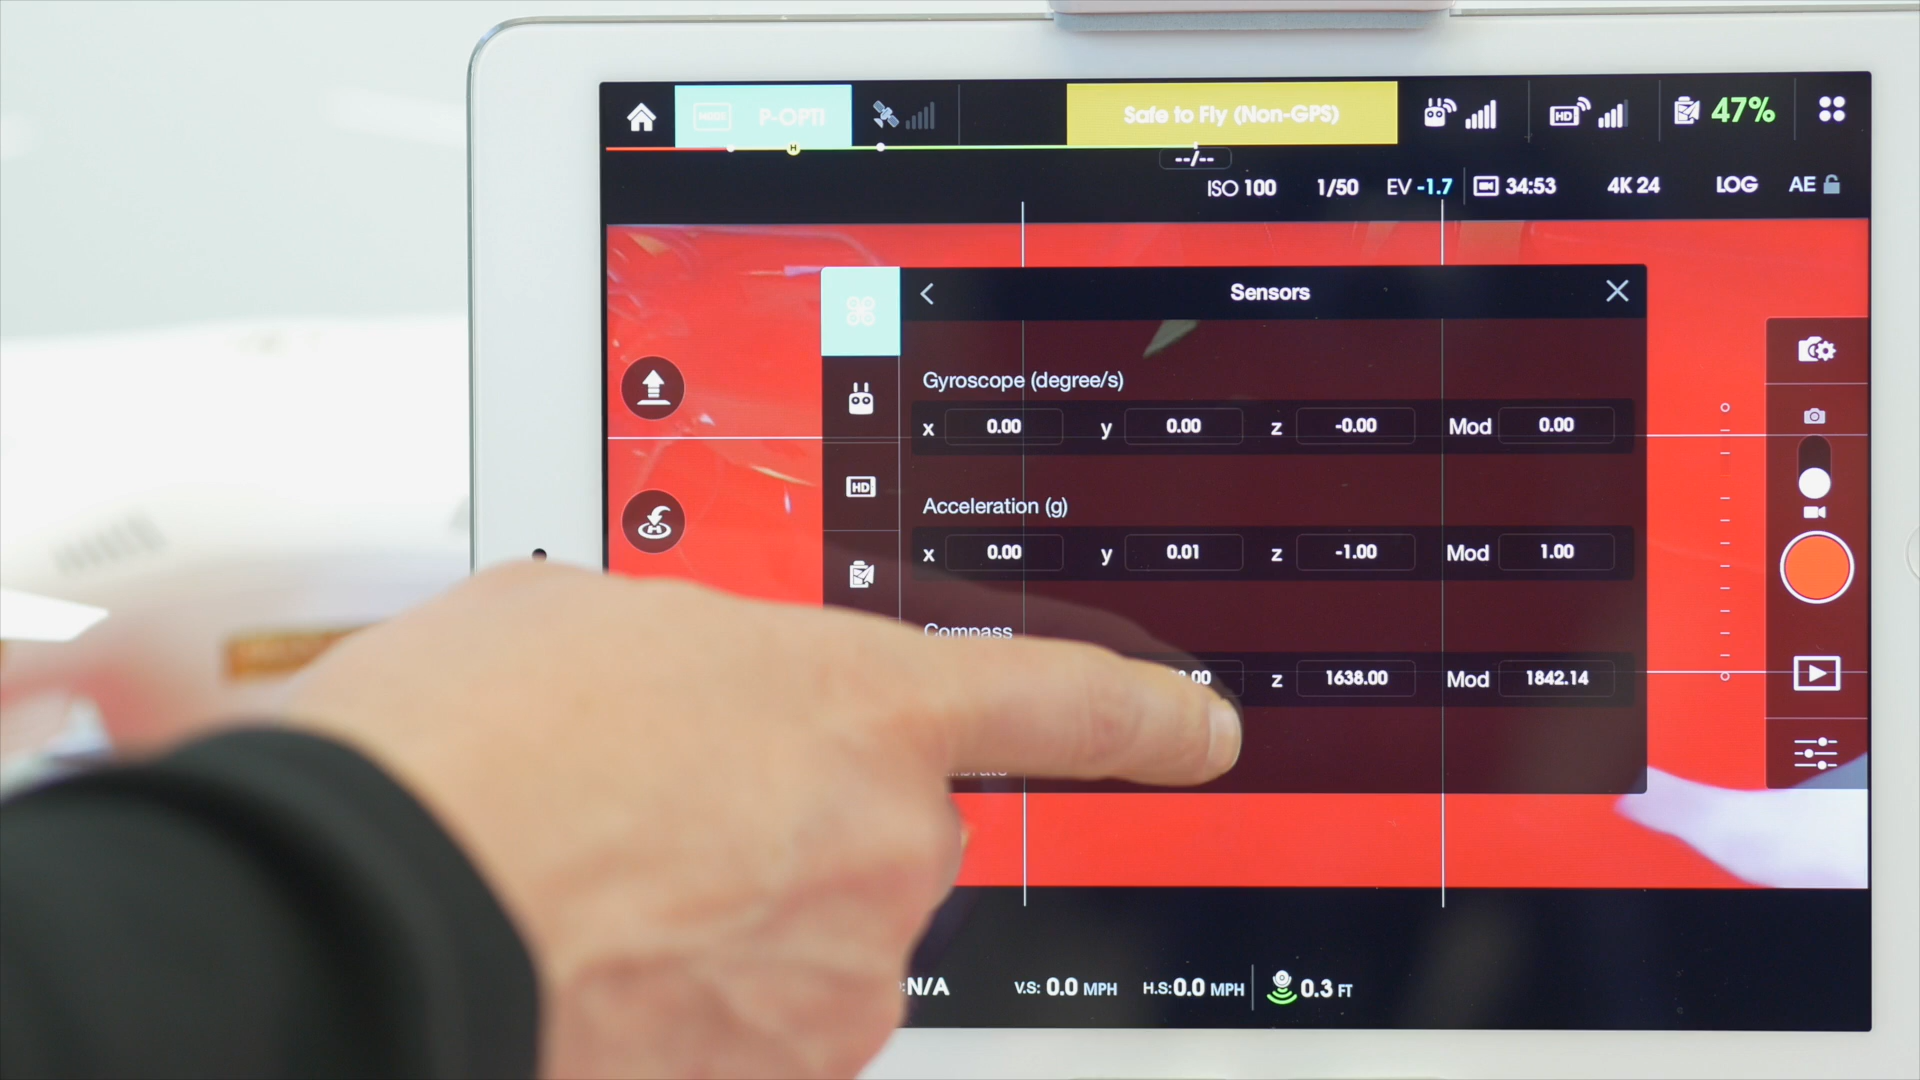 MODE P-OPTI Safe to Fly (Non-GPS) HD 47%
H
--/--
ISO 100 1/50 EV -1.7 34:53 4K 24 LOG AE
Sensors
Gyroscope (degree/s)
x 0.00 y 0.00 z -0.00 Mod 0.00
HD
Acceleration (g)
x 0.00 y 0.01 z -1.00 Mod 1.00
Compass
z 1638.00 Mod 1842.14
:N/A V.S: 0.0 MPH H.S:0.0 MPH 0.3 FT